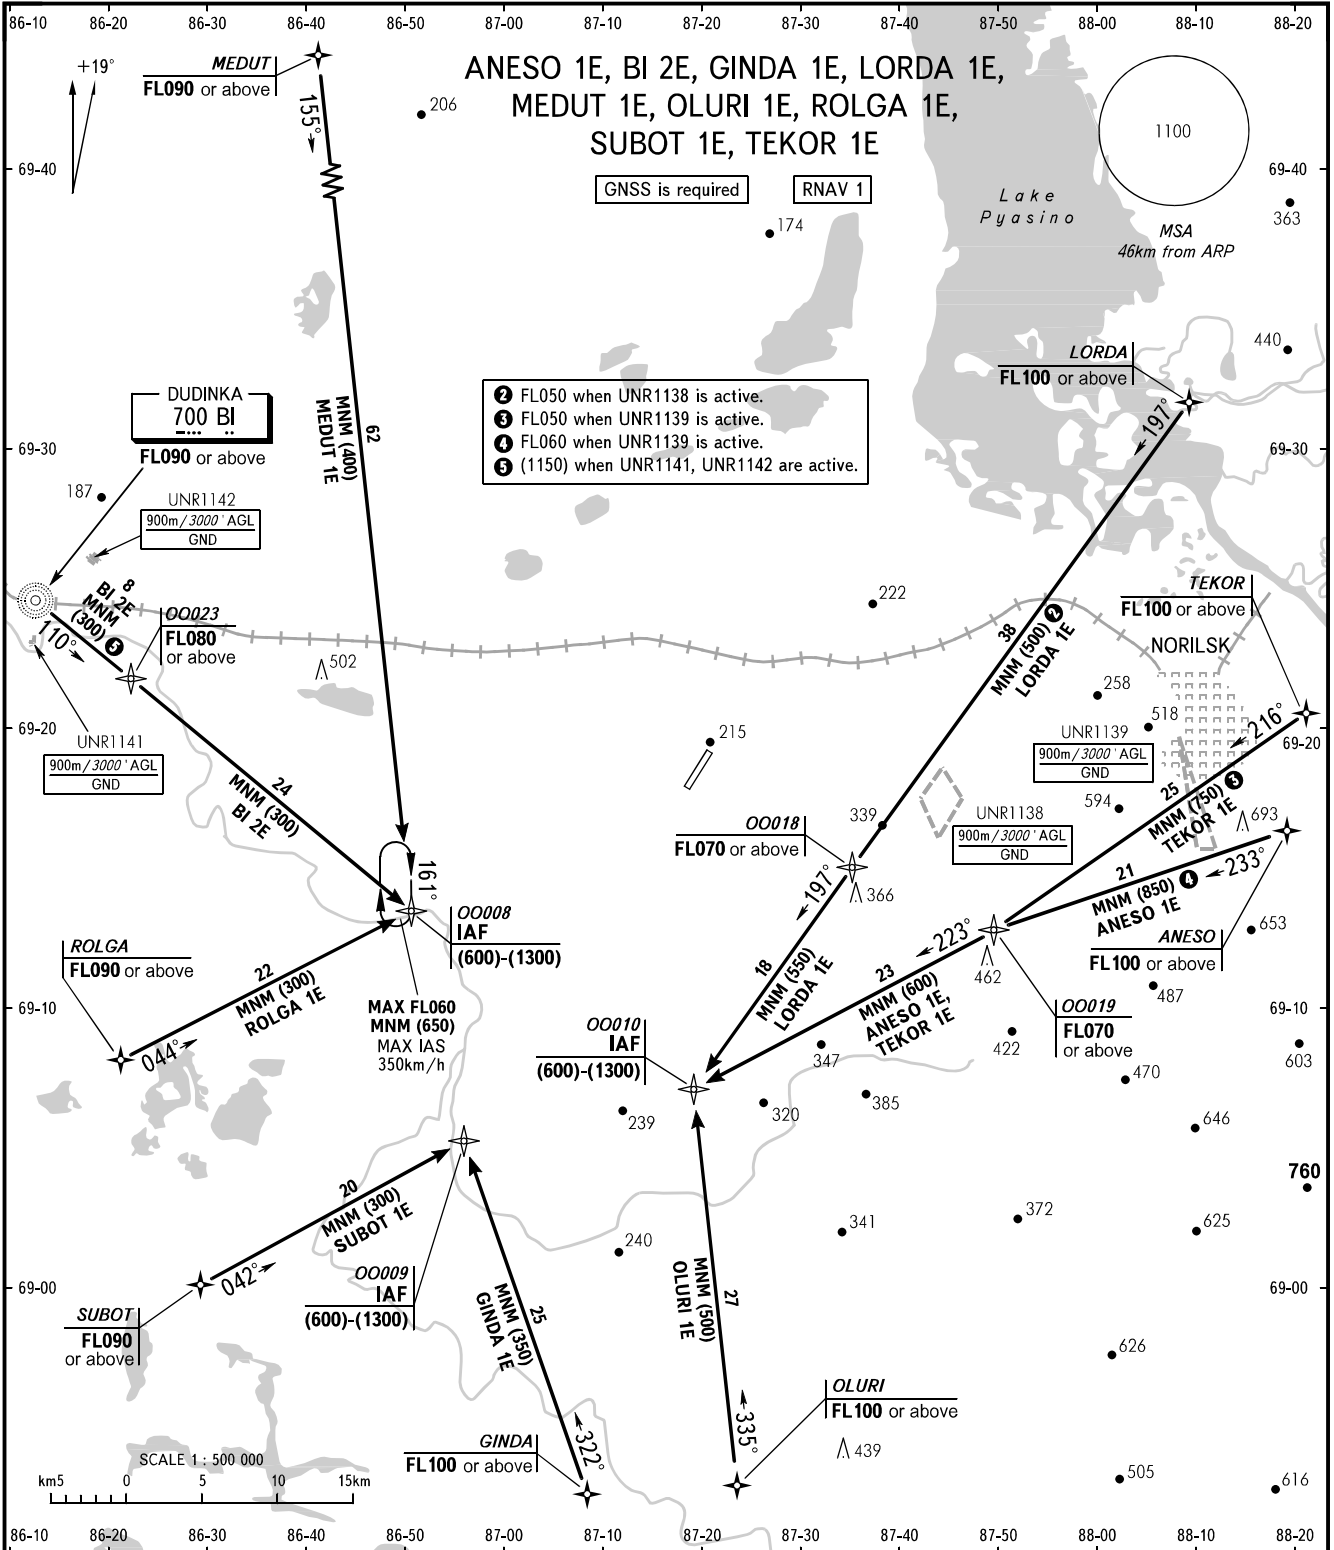 86-10 86-20 86-30 86-40 86-50 87-00 87-10 87-20 87-30 87-40 87-50 88-00 88-10 88-20
+19°
MEDUT
FL090 or above
155°
206
ANESO 1E, BI 2E, GINDA 1E, LORDA 1E,
MEDUT 1E, OLURI 1E, ROLGA 1E,
SUBOT 1E, TEKOR 1E
GNSS is required
RNAV 1
1100
MSA
46km from ARP
Lake
Pyasino
69-40
69-40
363
174
440
LORDA
FL100 or above
197°
62
MNM (400)
MEDUT 1E
2 FL050 when UNR1138 is active.
3 FL050 when UNR1139 is active.
4 FL060 when UNR1139 is active.
5 (1150) when UNR1141, UNR1142 are active.
DUDINKA
700 BI
FL090 or above
69-30
69-30
187
UNR1142
900m/3000' AGL
GND
8
BI 2E
MNM
(300) 5
110°
OO023
FL080
or above
502
222
TEKOR
FL100 or above
NORILSK
38
MNM (500) 2
LORDA 1E
258
518
216°
69-20
69-20
UNR1141
900m/3000' AGL
GND
215
UNR1139
900m/3000' AGL
GND
594
25
MNM (750) 3
TEKOR 1E
693
24
MNM (300)
BI 2E
339
OO018
FL070 or above
UNR1138
900m/3000' AGL
GND
233°
21
MNM (850) 4
ANESO 1E
161°
197°
366
OO008
IAF
(600)-(1300)
223°
462
ANESO
FL100 or above
653
ROLGA
FL090 or above
22
MNM (300)
ROLGA 1E
044°
MAX FL060
MNM (650)
MAX IAS
350km/h
18
MNM (550)
LORDA 1E
23
MNM (600)
ANESO 1E,
TEKOR 1E
487
69-10
69-10
OO019
FL070
or above
OO010
IAF
(600)-(1300)
347
422
603
470
239
320
385
646
760
20
MNM (300)
SUBOT 1E
042°
372
341
625
240
OO009
IAF
(600)-(1300)
69-00
69-00
SUBOT
FL090
or above
25
MNM (350)
GINDA 1E
27
MNM (500)
OLURI 1E
626
OLURI
FL100 or above
335°
439
GINDA
FL100 or above
322°
505
616
SCALE 1 : 500 000
km5 0 5 10 15km
86-10 86-20 86-30 86-40 86-50 87-00 87-10 87-20 87-30 87-40 87-50 88-00 88-10 88-20